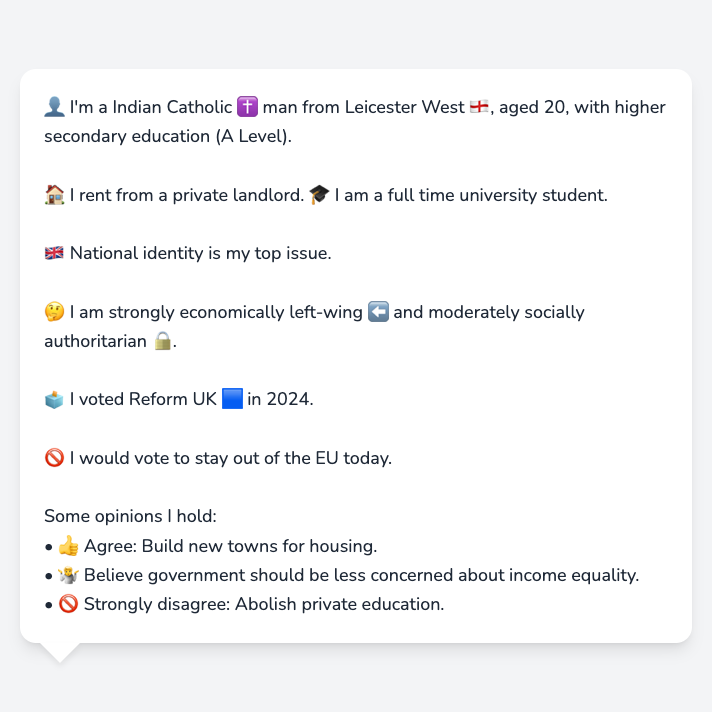 👤 I'm a Indian Catholic ✝️ man from Leicester West 🏴󠁧󠁢󠁥󠁮󠁧󠁿, aged 20, with higher
secondary education (A Level).
🏠 I rent from a private landlord. 🎓 I am a full time university student.
🇬🇧 National identity is my top issue.
🤔 I am strongly economically left-wing ⬅️ and moderately socially
authoritarian 🔒.
🗳️ I voted Reform UK 🟦 in 2024.
🚫 I would vote to stay out of the EU today.
Some opinions I hold:
• 👍 Agree: Build new towns for housing.
• 🤷 Believe government should be less concerned about income equality.
• 🚫 Strongly disagree: Abolish private education.